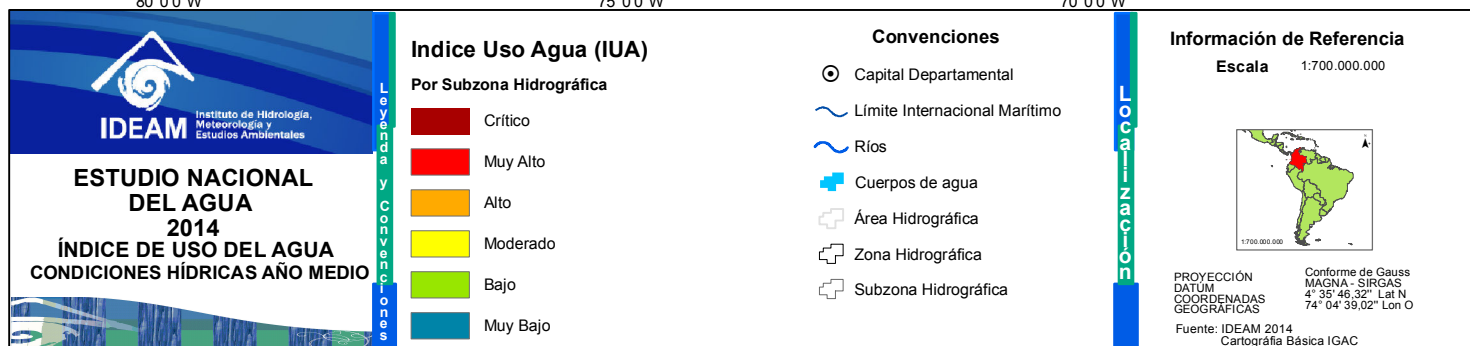 80°0'0"W
75°0'0"W
70°0'0"W
IDEAM
Instituto de Hidrología,
Meteorología y
Estudios Ambientales
ESTUDIO NACIONAL
DEL AGUA
2014
ÍNDICE DE USO DEL AGUA
CONDICIONES HÍDRICAS AÑO MEDIO
Leyenda y Convenciones
Indice Uso Agua (IUA)
Por Subzona Hidrográfica
Crítico
Muy Alto
Alto
Moderado
Bajo
Muy Bajo
Convenciones
Capital Departamental
Límite Internacional Marítimo
Ríos
Cuerpos de agua
Área Hidrográfica
Zona Hidrográfica
Subzona Hidrográfica
Localización
Información de Referencia
Escala 1:700.000.000
1:700.000.000
PROYECCIÓN Conforme de Gauss
DATÚM MAGNA - SIRGAS
COORDENADAS 4° 35' 46,32" Lat N
GEOGRÁFICAS 74° 04' 39,02" Lon O
Fuente: IDEAM 2014
Cartográfia Básica IGAC